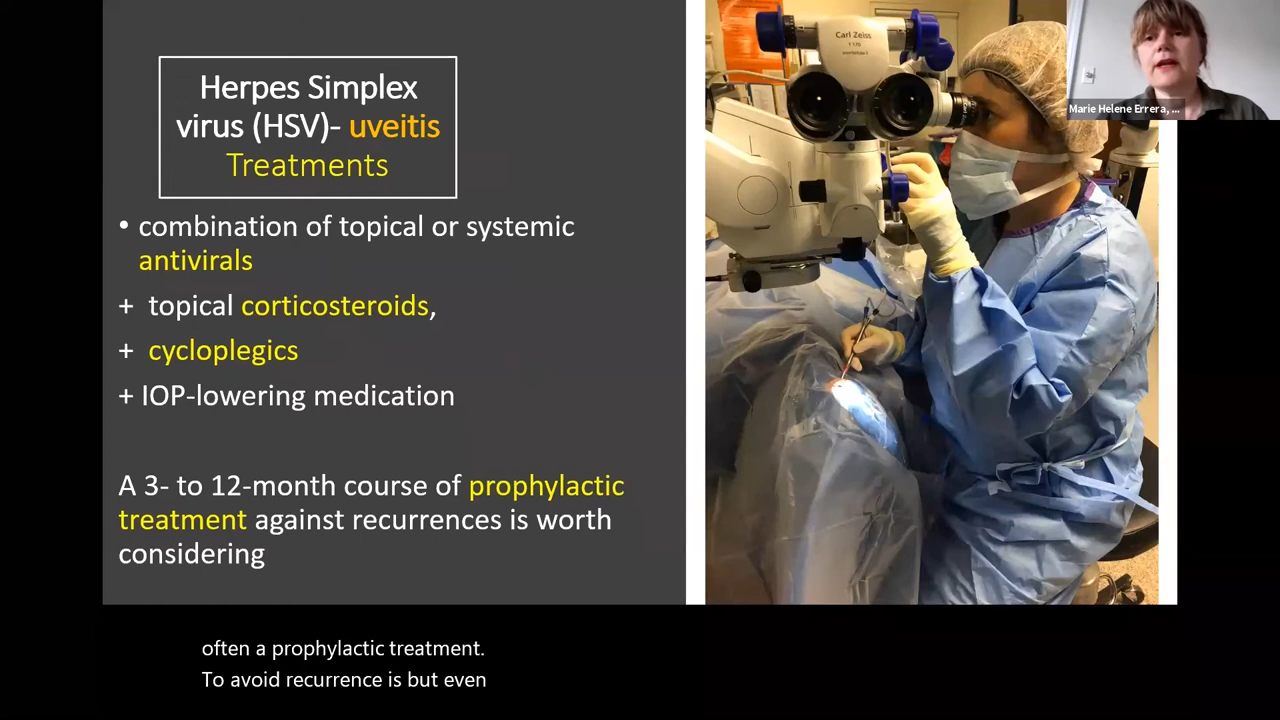 Herpes Simplex
virus (HSV)- uveitis
Treatments
• combination of topical or systemic
antivirals
+ topical corticosteroids,
+ cycloplegics
+ IOP-lowering medication
A 3- to 12-month course of prophylactic
treatment against recurrences is worth
considering
Carl Zeiss
Marie Helene Errera, ...
often a prophylactic treatment.
To avoid recurrence is but even